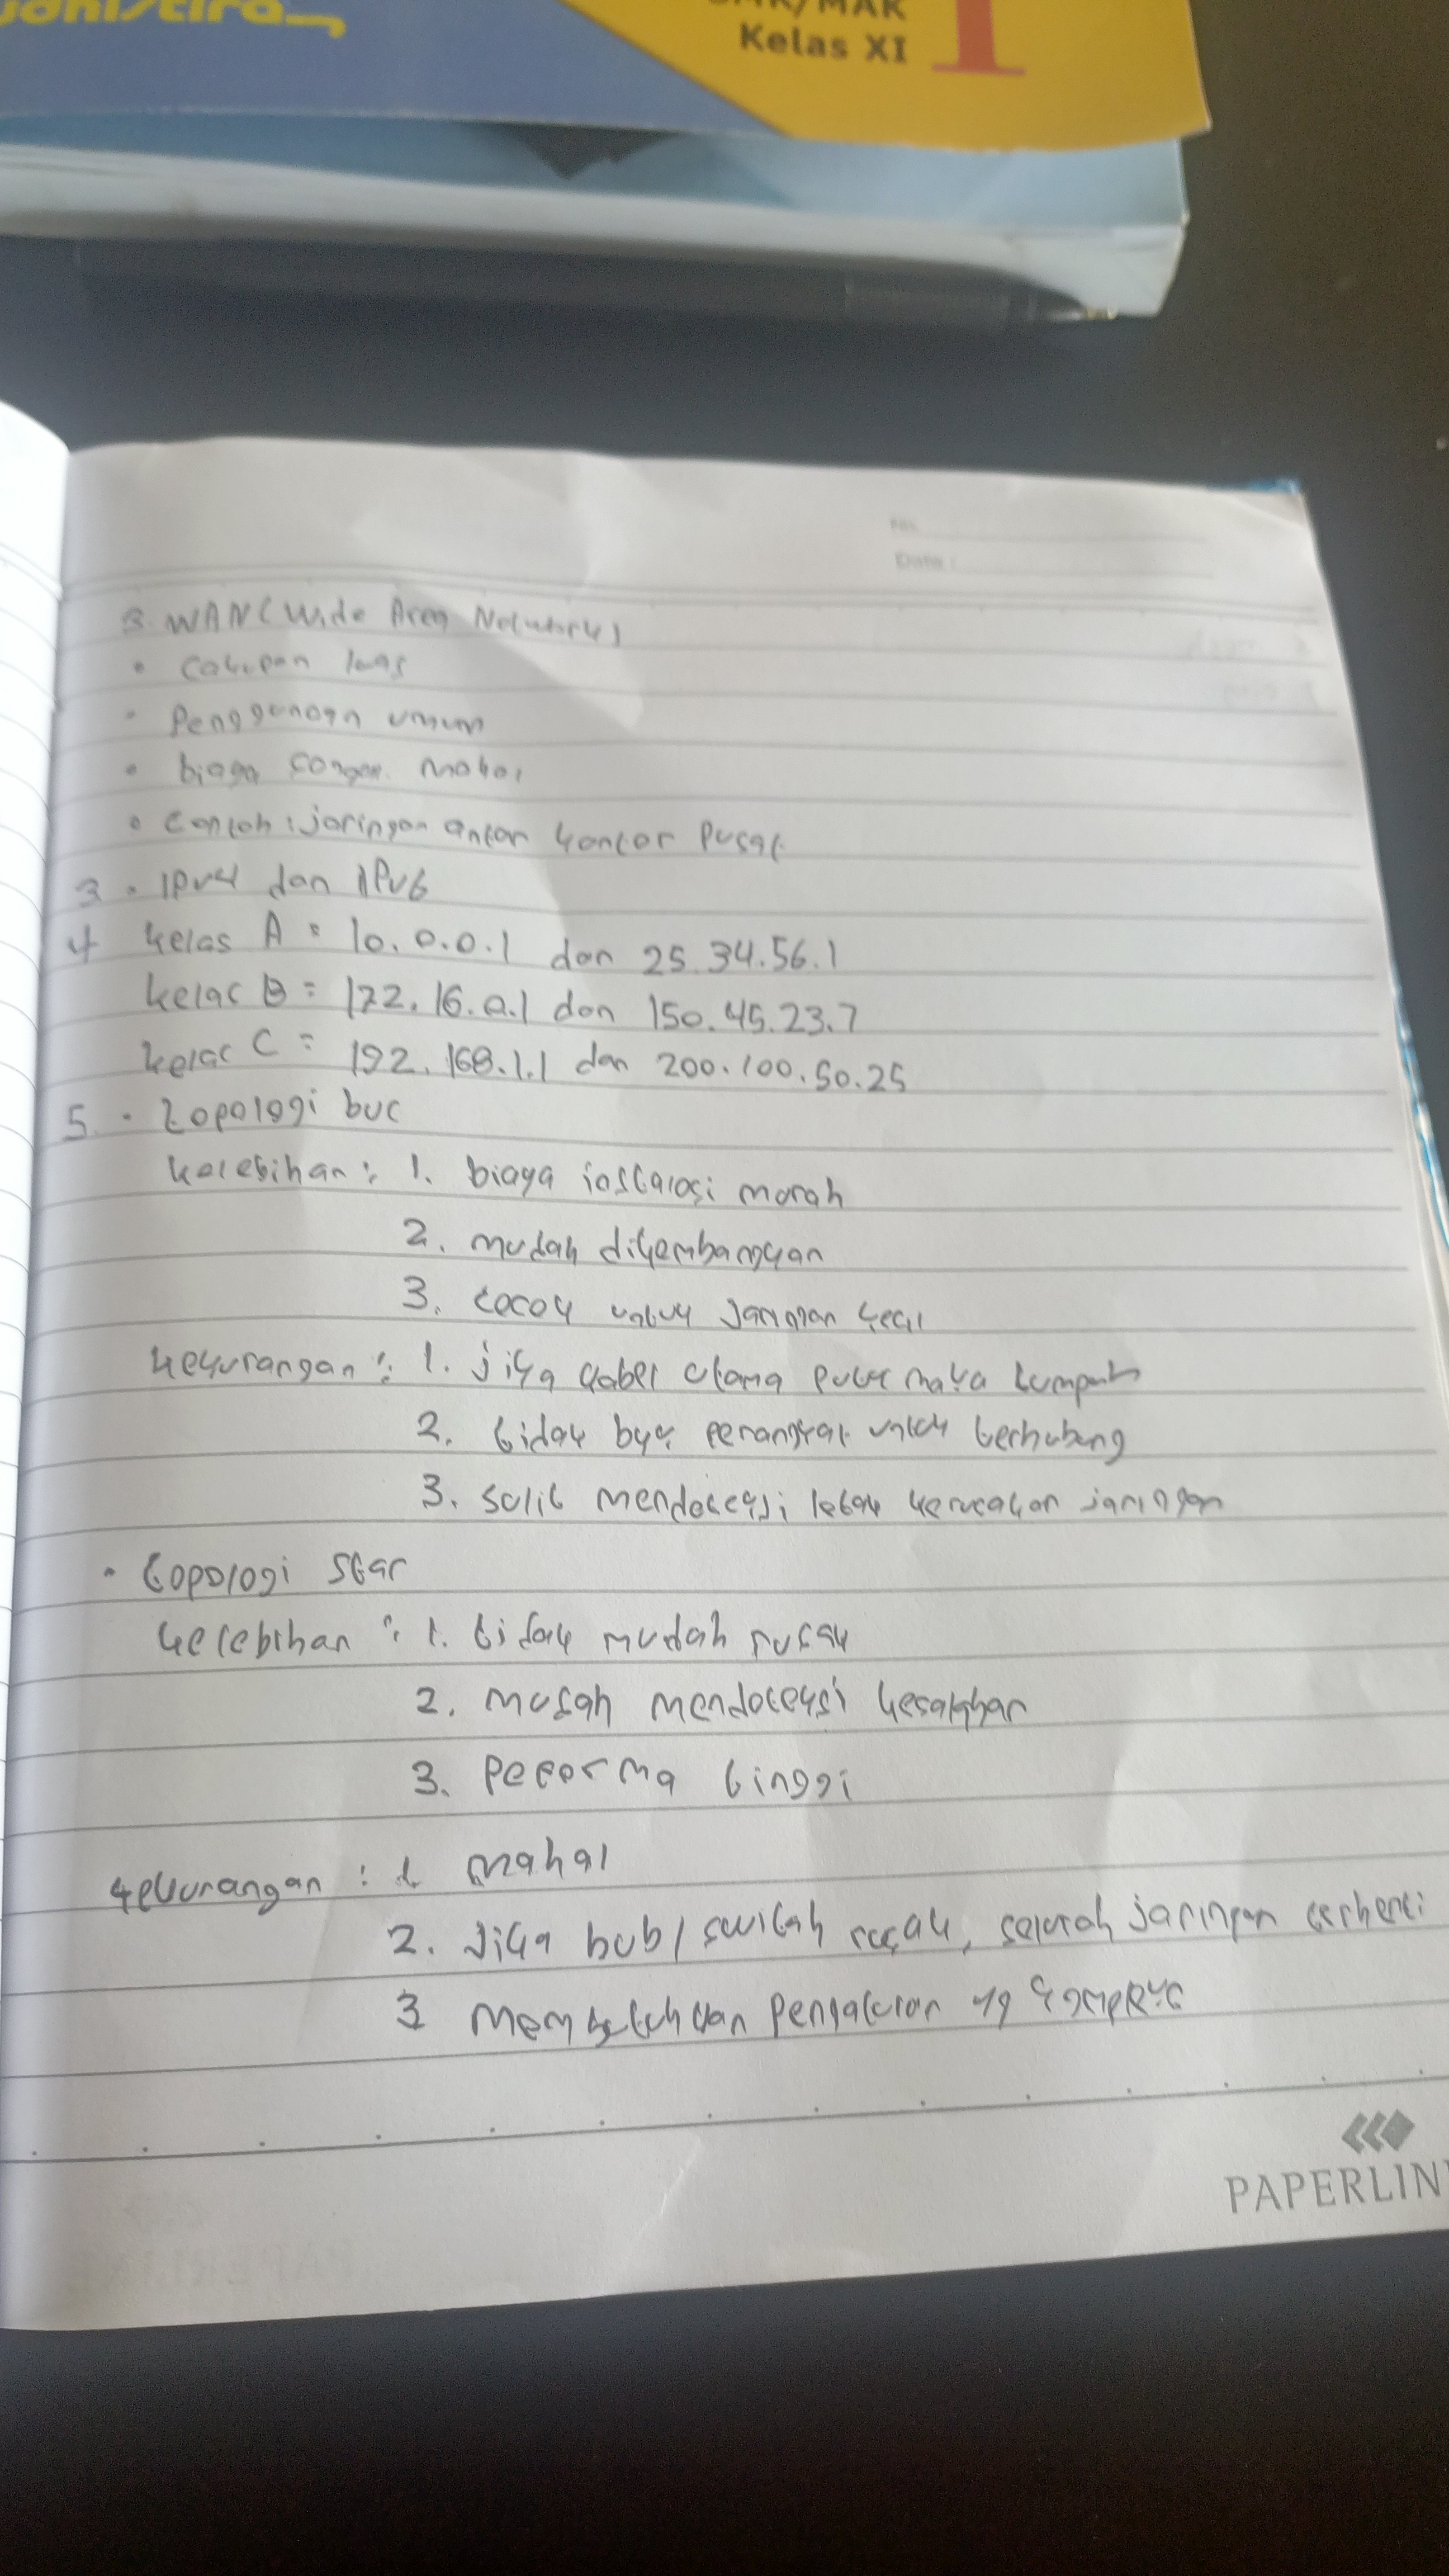 SMK/MAK
Kelas XI
1
No.
Date :
3. WAN (Wide Area Network)
• Cakupan luas
• Penggunaan umum
• biaya sangat mahal
• Contoh : jaringan antar kantor Pusat
3. IPv4 dan IPv6
4 kelas A = 10.0.0.1 dan 25.34.56.1
kelas B = 172.16.0.1 dan 150.45.23.7
kelas C = 192.168.1.1 dan 200.100.50.25
5. • topologi bus
kelebihan : 1. biaya instalasi murah
2. mudah dikembangkan
3. cocok untuk jaringan kecil
kekurangan : 1. jika kabel utama putus maka lumpuh
2. tidak bya perangkat untuk terhubung
3. sulit mendeteksi letak kerusakan jaringan
• topologi star
kelebihan : 1. tidak mudah rusak
2. mudah mendeteksi kesalahan
3. Peforma tinggi
kekurangan : 1. mahal
2. Jika hub/switch rusak, seluruh jaringan terhenti
3 Membutuhkan Pengaturan yg
PAPERLIN